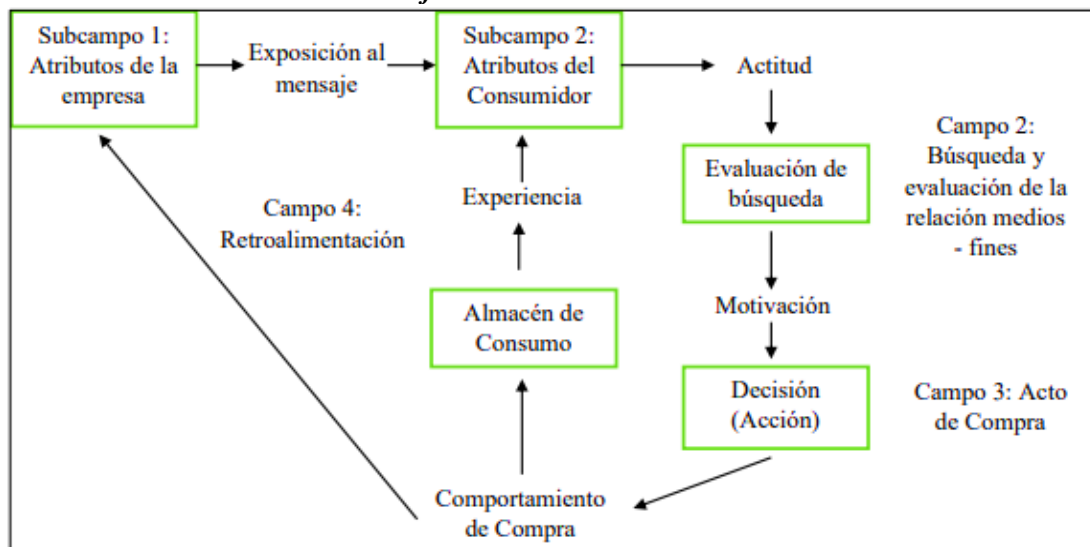 Subcampo 1:
Atributos de la
empresa
Exposición al
mensaje
Subcampo 2:
Atributos del
Consumidor
Actitud
Evaluación de
búsqueda
Campo 2:
Búsqueda y
evaluación de la
relación medios
- fines
Experiencia
Campo 4:
Retroalimentación
Motivación
Almacén de
Consumo
Decisión
(Acción)
Campo 3: Acto
de Compra
Comportamiento
de Compra